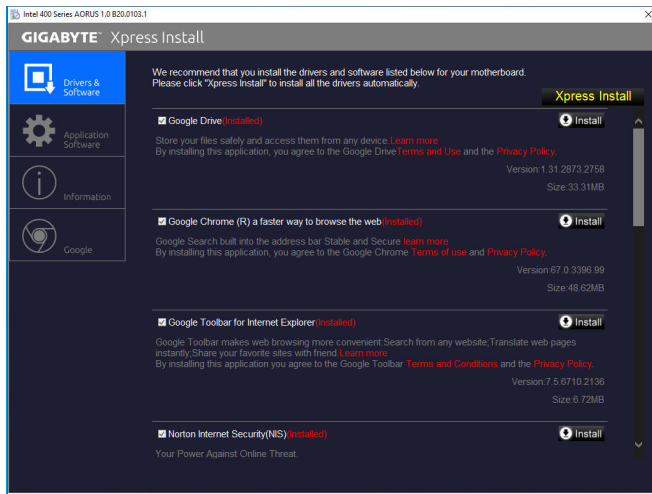 Intel 400 Series AORUS 1.0 B20.0103.1
GIGABYTE™ Xpress Install
Drivers &
Software
Application
Software
Information
Google
We recommend that you install the drivers and software listed below for your motherboard.
Please click "Xpress Install" to install all the drivers automatically.
Xpress Install
Google Drive(Installed)
Install
Store your files safely and access them from any device.Learn more
By installing this application, you agree to the Google DriveTerms and Use and the Privacy Policy.
Version:1.31.2873.2758
Size:33.31MB
Google Chrome (R) a faster way to browse the web(Installed)
Install
Google Search built into the address bar Stable and Secure learn more
By installing this application, you agree to the Google Chrome Terms of use and Privacy Policy.
Version:67.0.3396.99
Size:48.62MB
Google Toolbar for Internet Explorer(Installed)
Install
Google Toolbar makes web browsing more convenient:Search from any website;Translate web pages
instantly;Share your favorite sites with friend.Learn more
By installing this application you agree to the Google Toolbar Terms and Conditions and the Privacy Policy.
Version:7.5.6710.2136
Size:6.72MB
Norton Internet Security(NIS)(Installed)
Install
Your Power Against Online Threat.